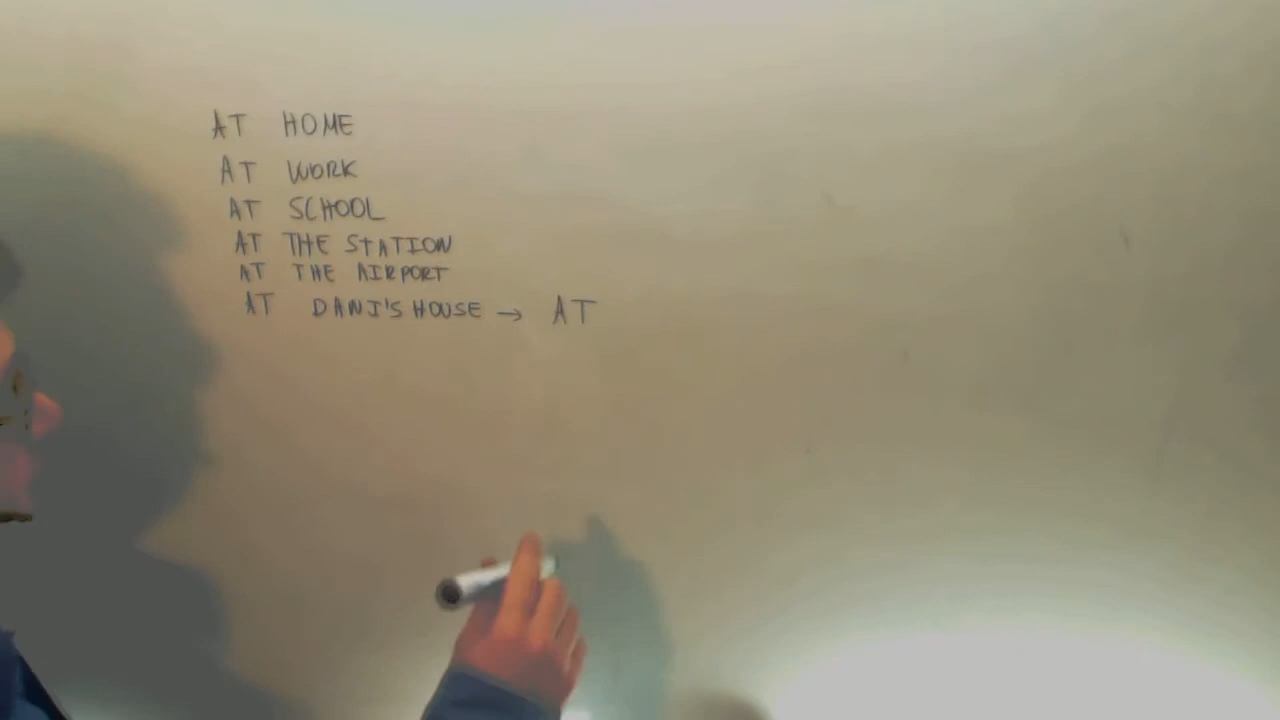 AT HOME
AT WORK
AT SCHOOL
AT THE STATION
AT THE AIRPORT
AT DANI'S HOUSE → AT